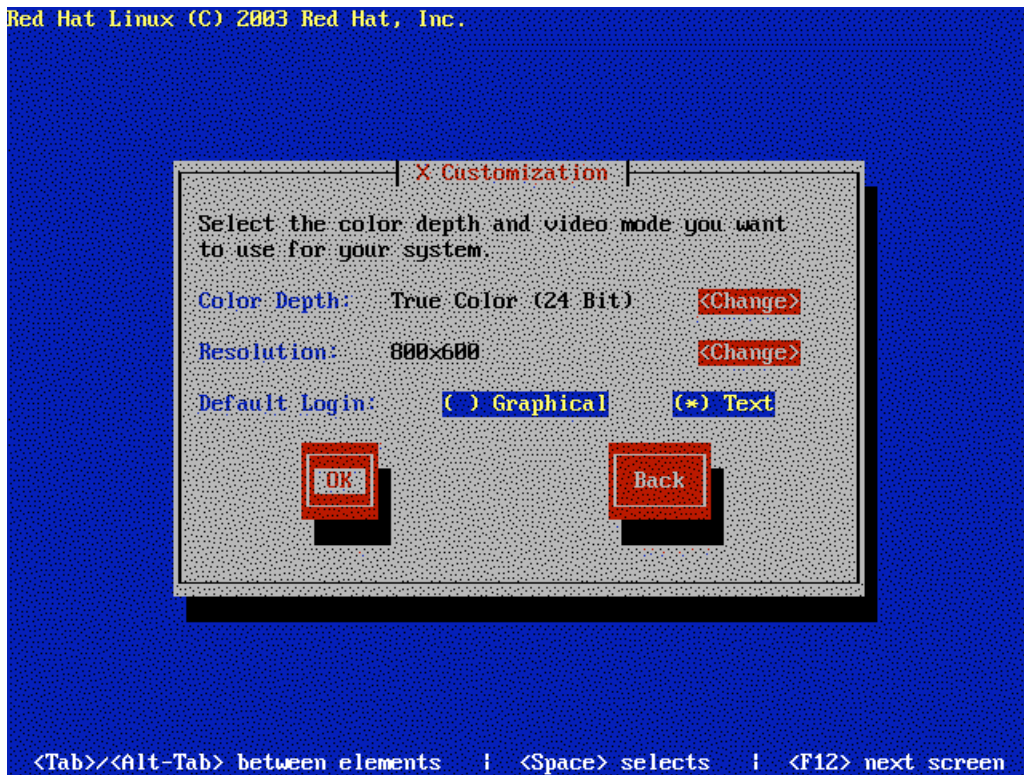 Red Hat Linux (C) 2003 Red Hat, Inc.
X Customization
Select the color depth and video mode you want
to use for your system.
Color Depth: True Color (24 Bit) <Change>
Resolution: 800x600 <Change>
Default Login: ( ) Graphical (*) Text
OK Back
<Tab>/<Alt-Tab> between elements | <Space> selects | <F12> next screen